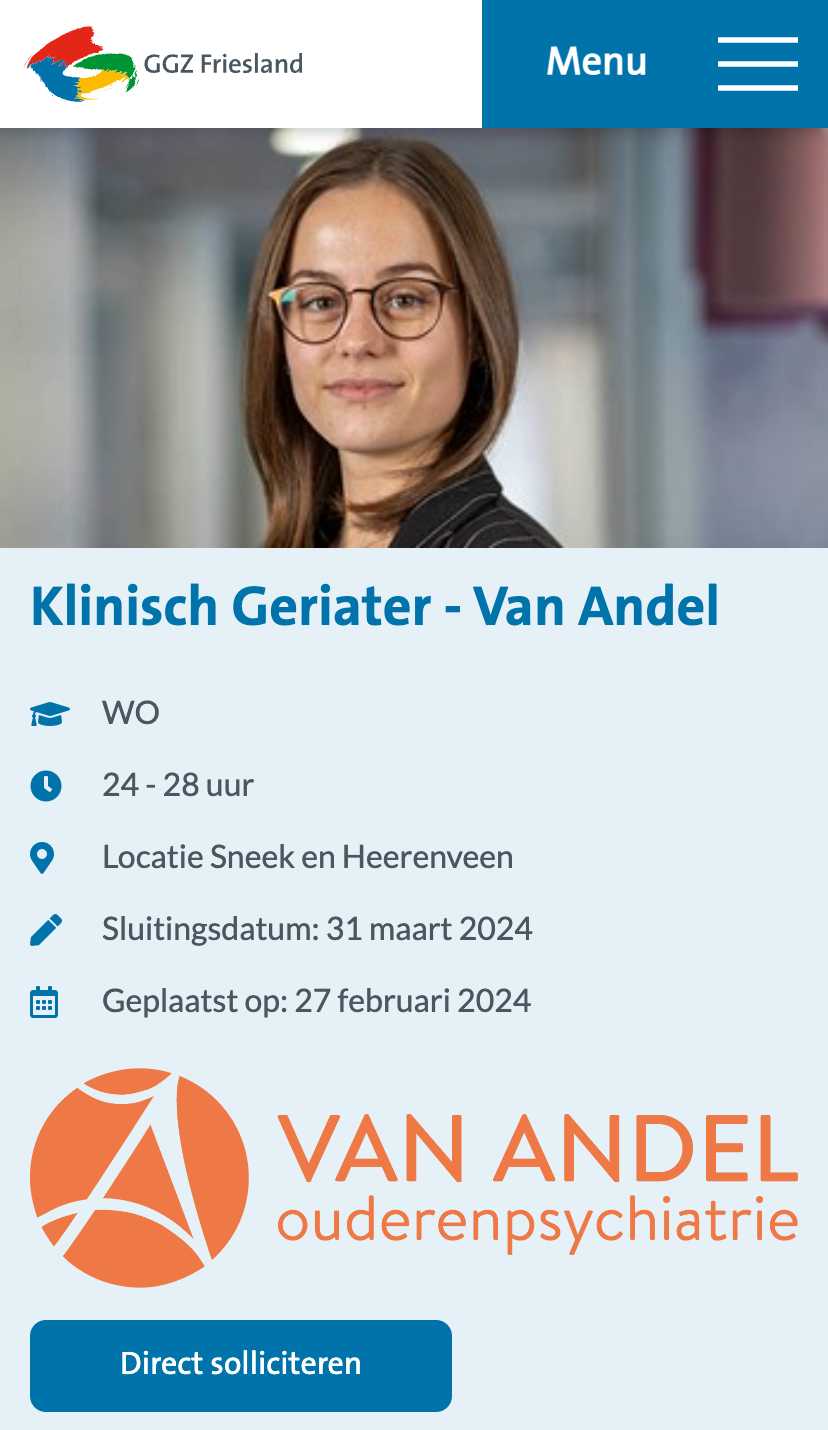 GGZ Friesland
Menu
Klinisch Geriater - Van Andel
WO
24 - 28 uur
Locatie Sneek en Heerenveen
Sluitingsdatum: 31 maart 2024
Geplaatst op: 27 februari 2024
VAN ANDEL
ouderenpsychiatrie
Direct solliciteren